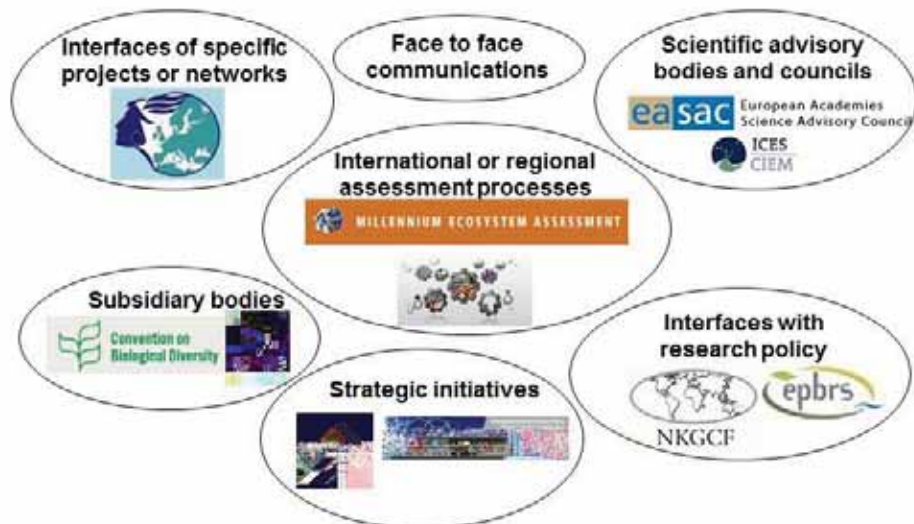 Interfaces of specific
projects or networks
Face to face
communications
Scientific advisory
bodies and councils
easac European Academies
Science Advisory Council
ICES
CIEM
International or regional
assessment processes
MILLENNIUM ECOSYSTEM ASSESSMENT
Subsidiary bodies
Convention on
Biological Diversity
Strategic initiatives
Interfaces with
research policy
NKGCF
epbrs